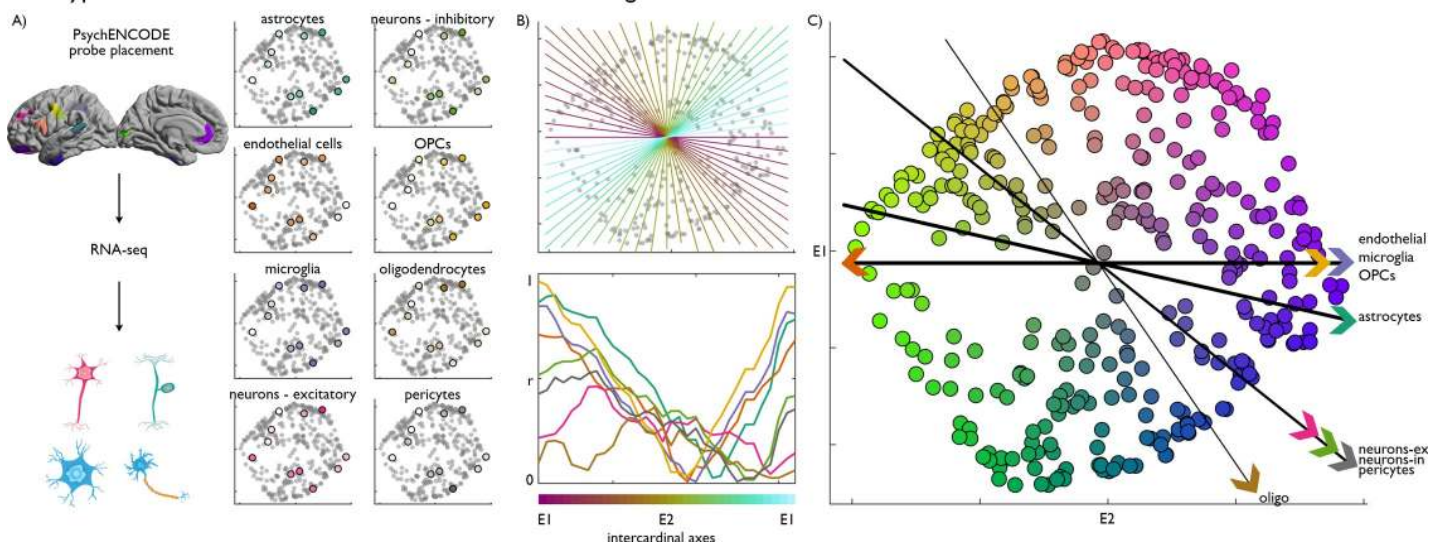 A)
PsychENCODE
probe placement
RNA-seq
astrocytes
neurons - inhibitory
endothelial cells
OPCs
microglia
oligodendrocytes
neurons - excitatory
pericytes
B)
1
r
0
E1
E2
E1
intercardinal axes
C)
E1
endothelial
microglia
OPCs
astrocytes
neurons-ex
neurons-in
pericytes
oligo
E2